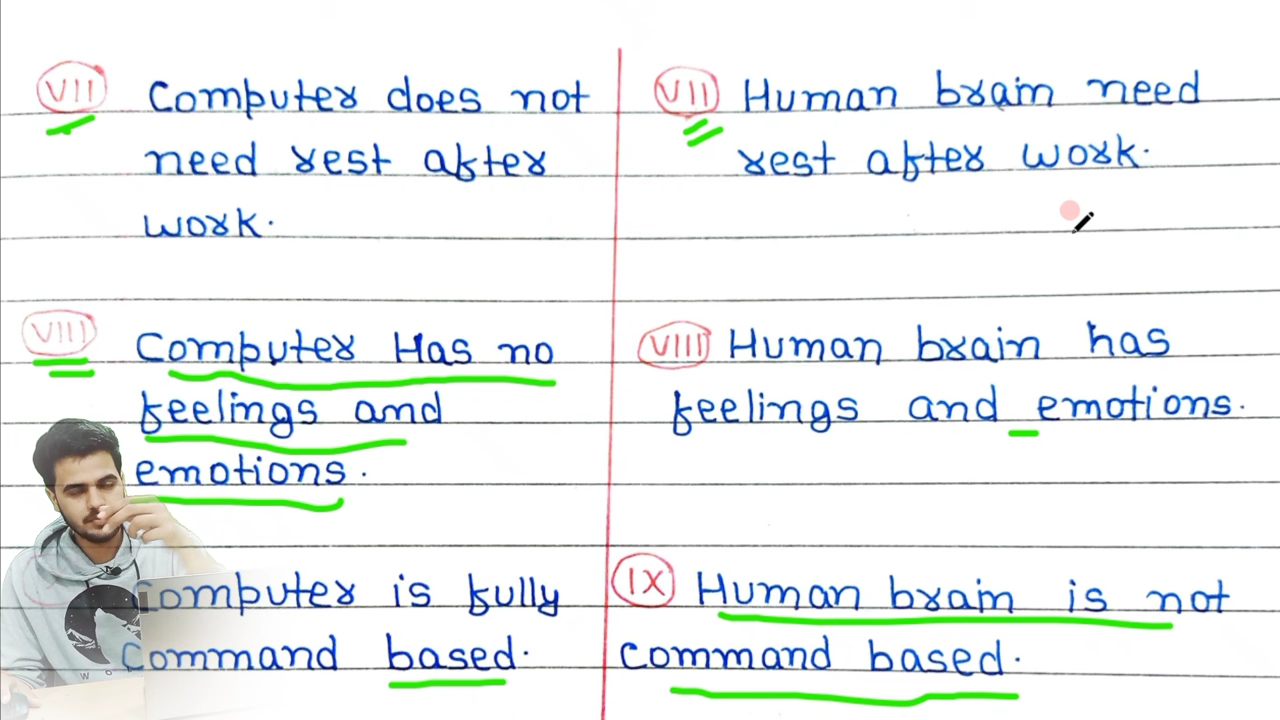 VII Computer does not
need rest after
work.
VIII Computer Has no
feelings and
emotions.
Computer is fully
command based.
VII Human brain need
rest after work.
VIII Human brain has
feelings and emotions.
IX Human brain is not
command based.